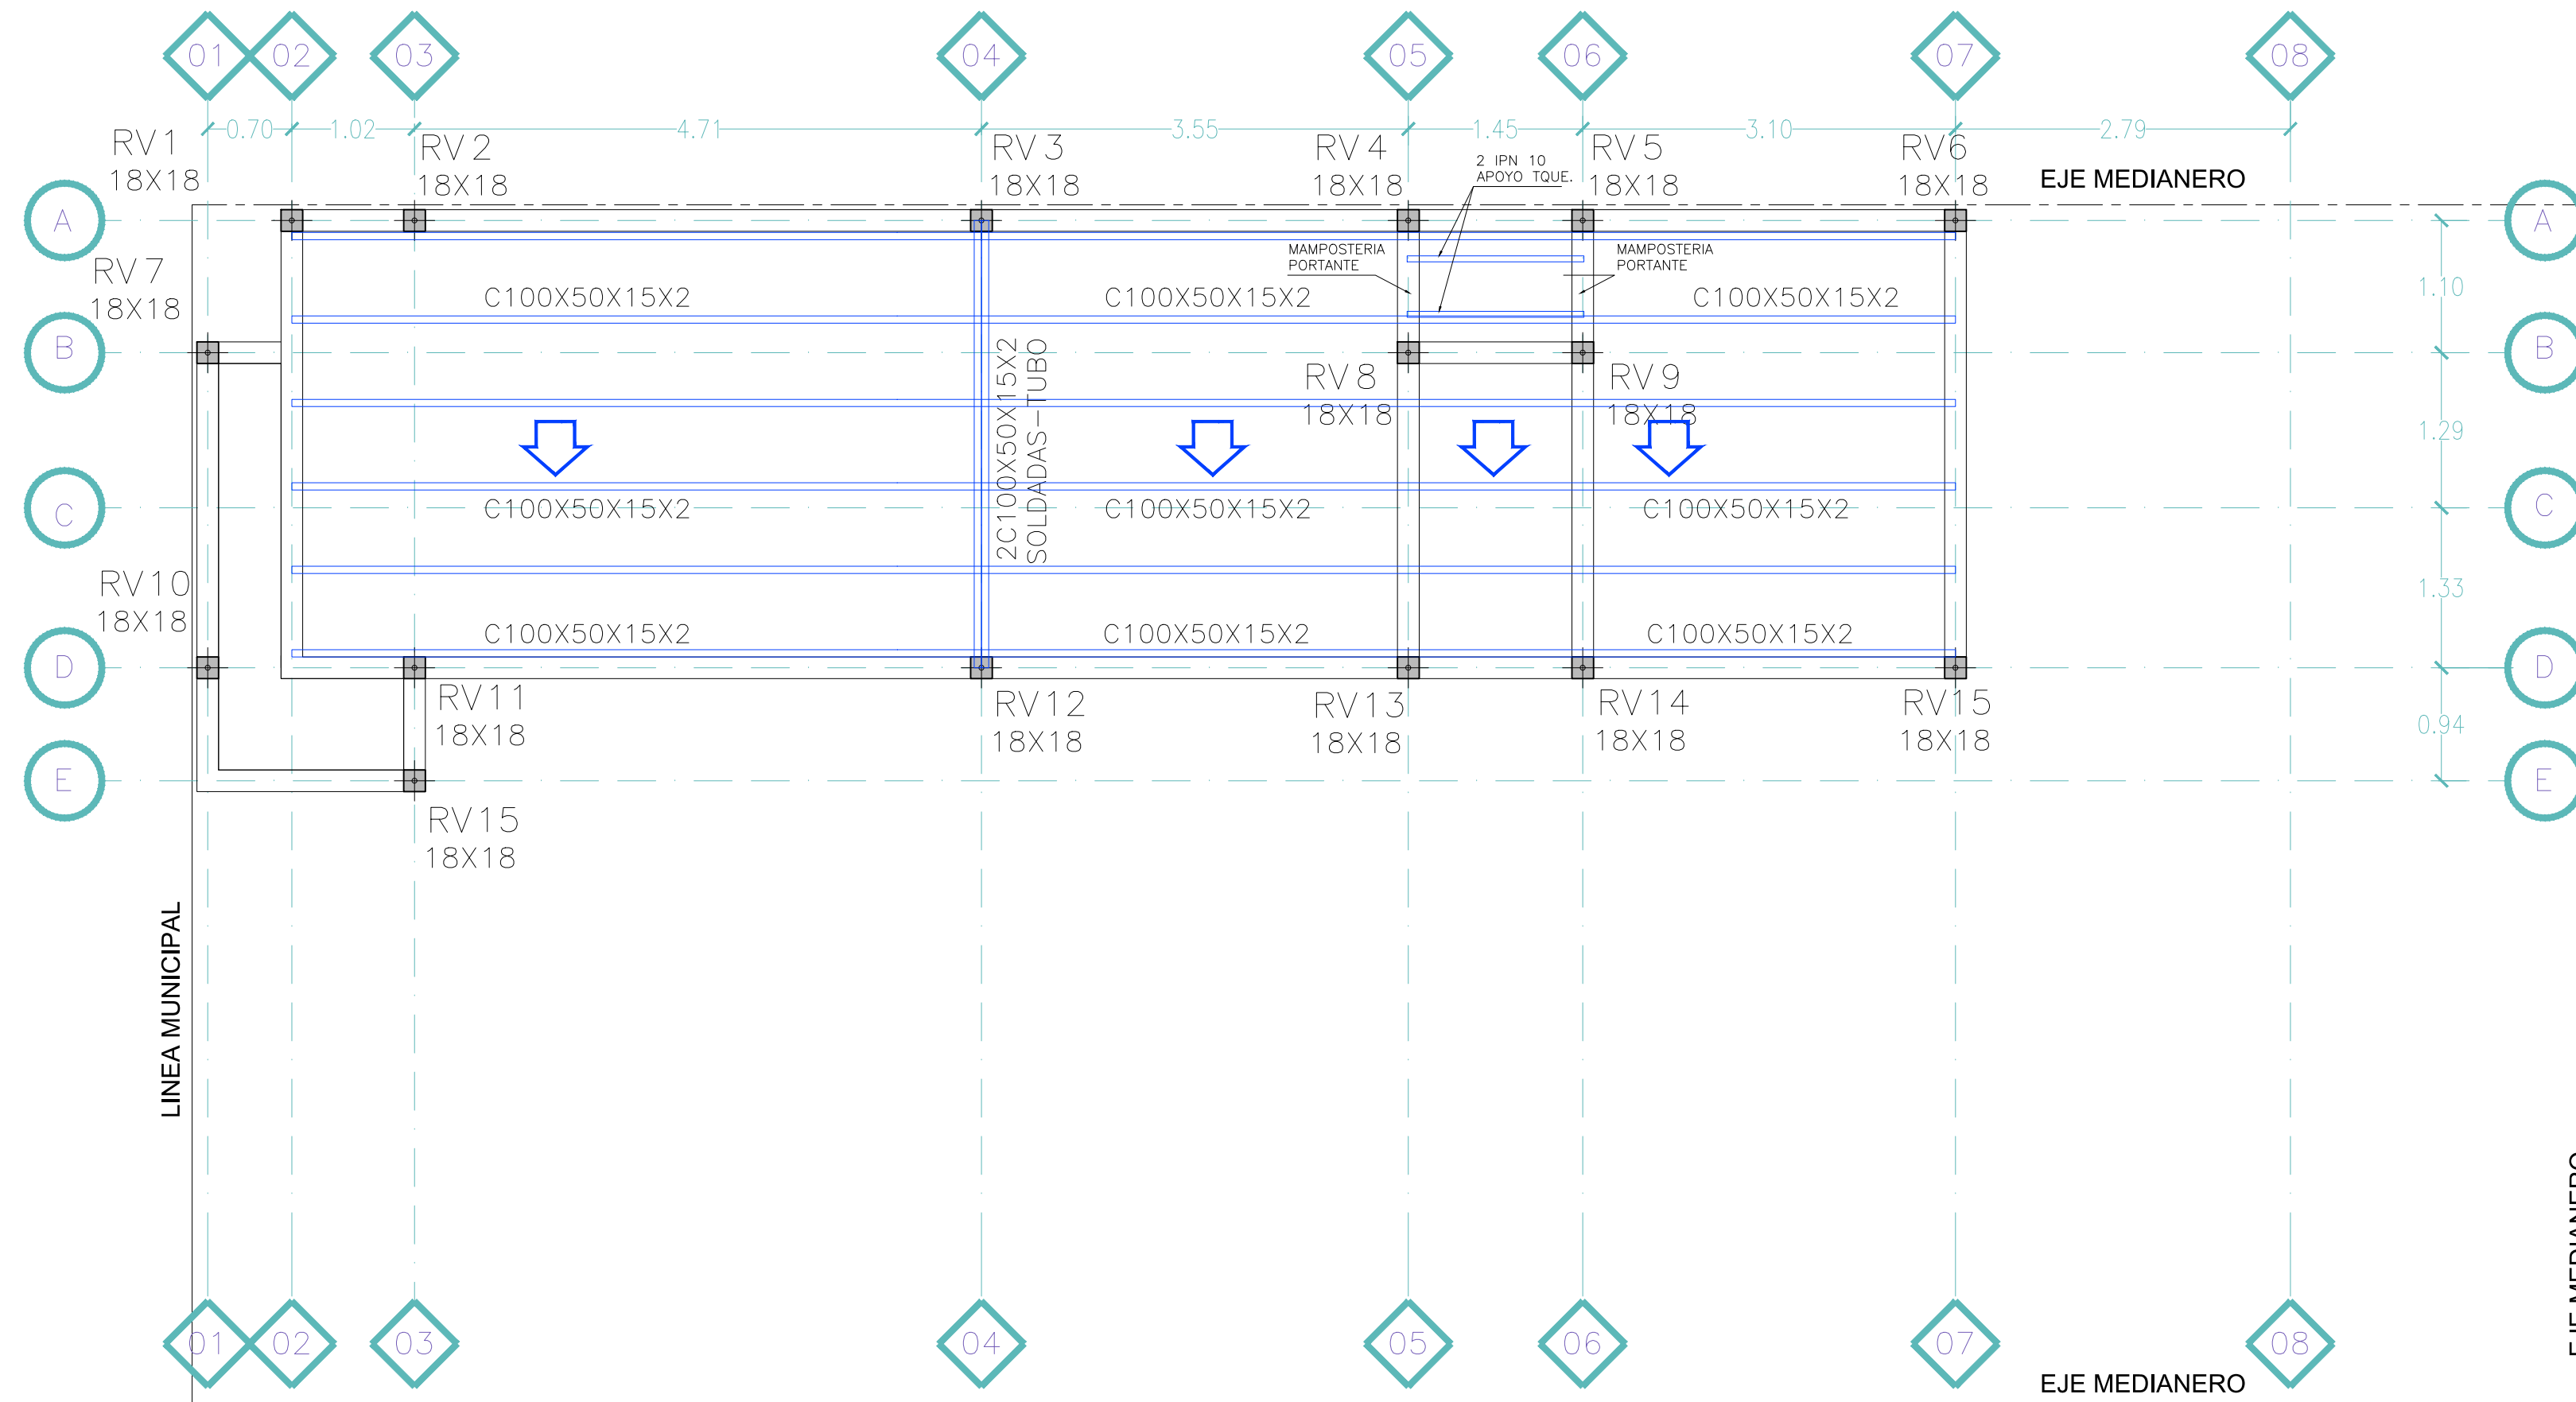 01
02
03
04
05
06
07
08
0.70
1.02
4.71
3.55
1.45
3.10
2.79
RV1
18X18
RV2
18X18
RV3
18X18
RV4
18X18
2 IPN 10
APOYO TQUE.
RV5
18X18
RV6
18X18
EJE MEDIANERO
A
A
MAMPOSTERIA
PORTANTE
MAMPOSTERIA
PORTANTE
RV7
18X18
C100X50X15X2
C100X50X15X2
C100X50X15X2
1.10
B
B
2C100X50X15X2
SOLDADAS-TUBO
RV8
18X18
RV9
18X18
1.29
C
C
C100X50X15X2
C100X50X15X2
C100X50X15X2
RV10
18X18
1.33
C100X50X15X2
C100X50X15X2
C100X50X15X2
D
D
RV11
18X18
RV12
18X18
RV13
18X18
RV14
18X18
RV15
18X18
0.94
E
E
RV15
18X18
LINEA MUNICIPAL
EJE MEDIANERO
01
02
03
04
05
06
07
08
EJE MEDIANERO